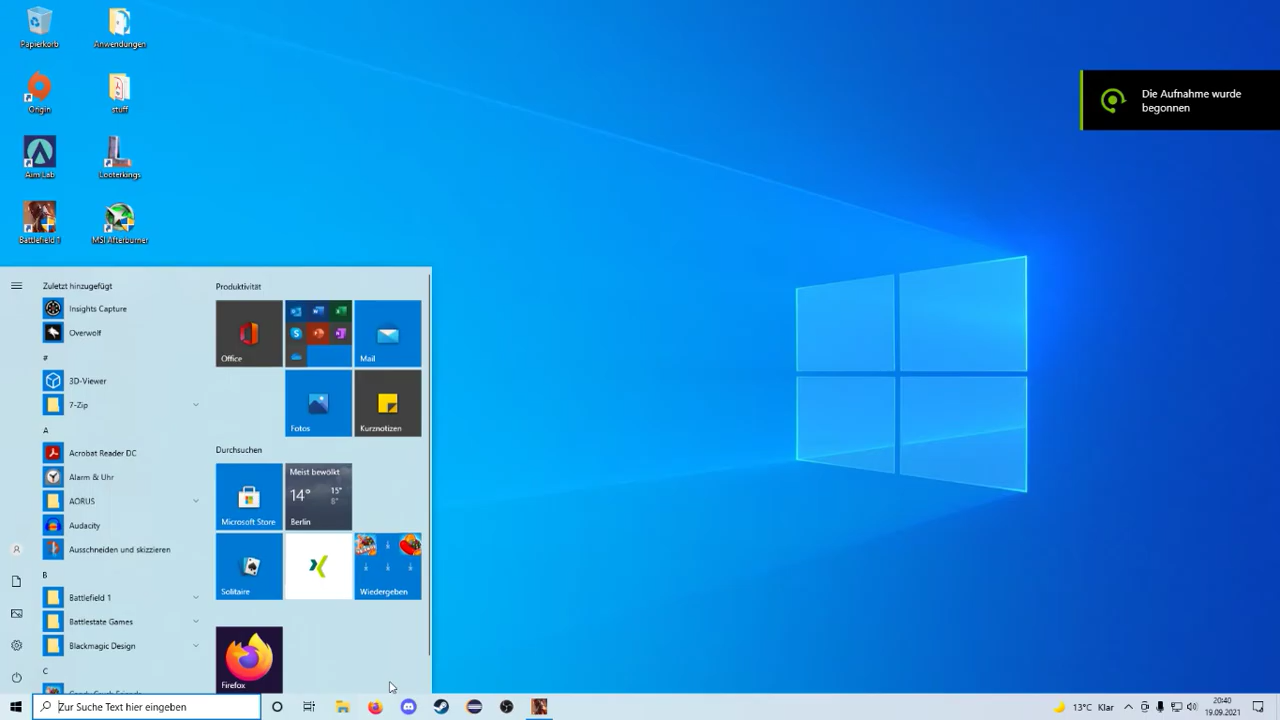 Papierkorb
Anwendungen
Origin
stuff
Aim Lab
Looterkings
Battlefield 1
MSI Afterburner
Die Aufnahme wurde
begonnen
Zuletzt hinzugefügt
Insights Capture
Overwolf
#
3D-Viewer
7-Zip
A
Acrobat Reader DC
Alarm & Uhr
AORUS
Audacity
Ausschneiden und skizzieren
B
Battlefield 1
Battlestate Games
Blackmagic Design
C
Produktivität
Office
Mail
Fotos
Kurznotizen
Durchsuchen
Microsoft Store
Meist bewölkt
14° 15°
8°
Berlin
Solitaire
Wiedergeben
Firefox
Zur Suche Text hier eingeben
13°C Klar
20:40
19.09.2021